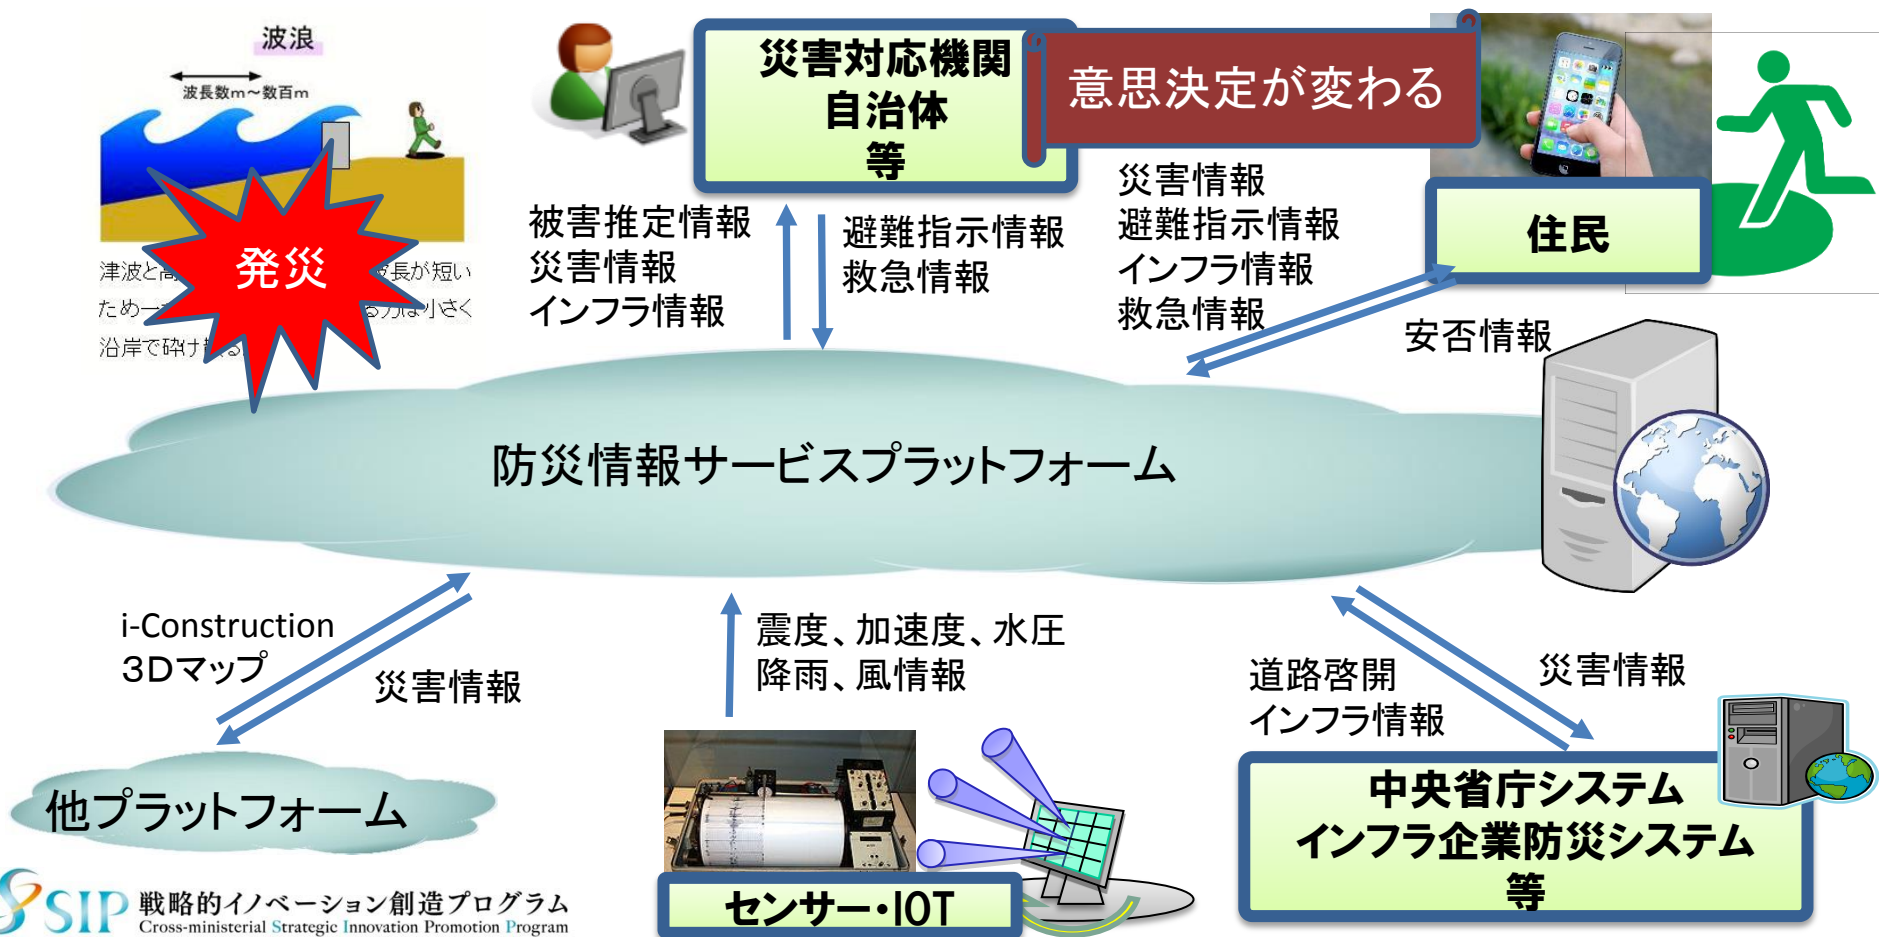 波浪
波長数m～数百m
発災
津波と高
波長が短い
ため一
小さく
沿岸で砕け
災害対応機関
自治体
等
意思決定が変わる
住民
被害推定情報
災害情報
インフラ情報
避難指示情報
救急情報
災害情報
避難指示情報
インフラ情報
救急情報
安否情報
防災情報サービスプラットフォーム
i-Construction
３Ｄマップ
災害情報
震度、加速度、水圧
降雨、風情報
道路啓開
インフラ情報
災害情報
他プラットフォーム
センサー・IOT
中央省庁システム
インフラ企業防災システム
等
SIP 戦略的イノベーション創造プログラム
Cross-ministerial Strategic Innovation Promotion Program